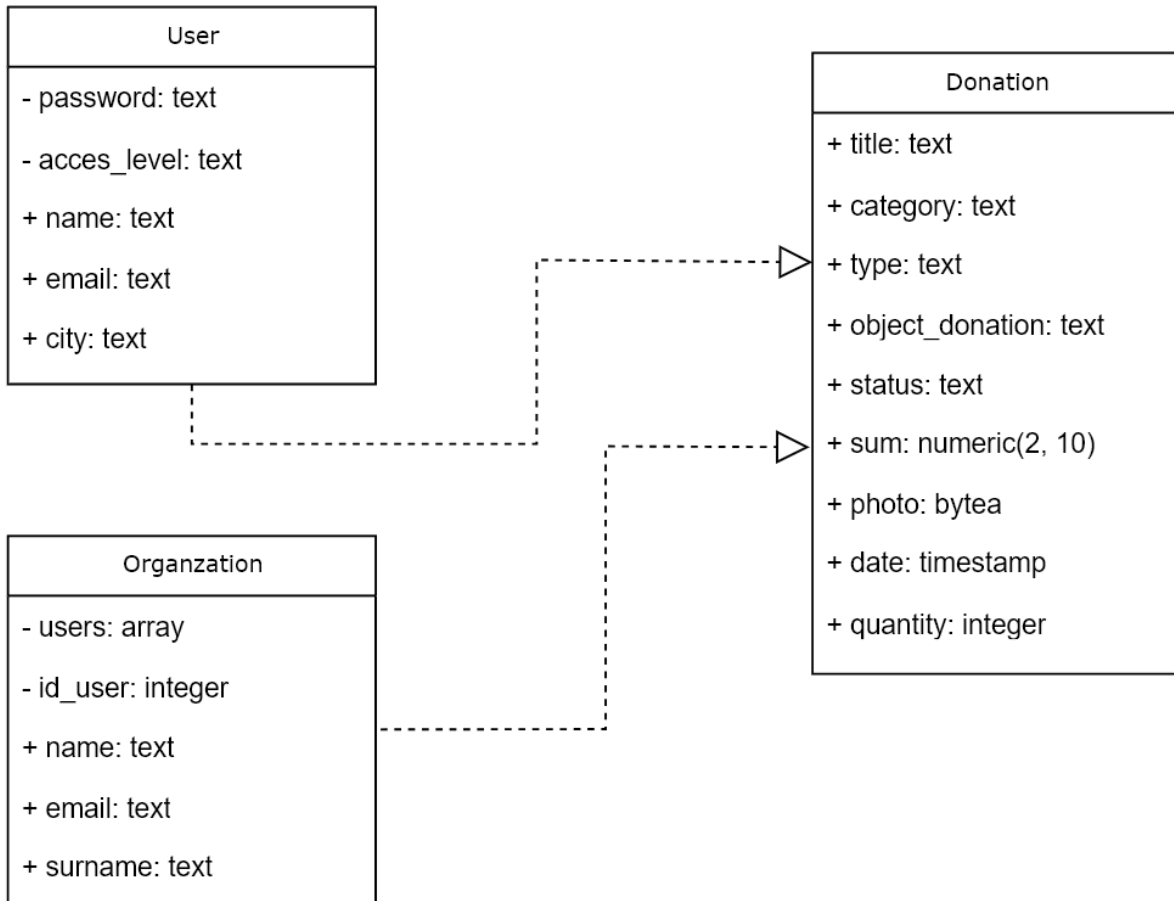 User
- password: text
- acces_level: text
+ name: text
+ email: text
+ city: text
Donation
+ title: text
+ category: text
+ type: text
+ object_donation: text
+ status: text
+ sum: numeric(2, 10)
+ photo: bytea
+ date: timestamp
+ quantity: integer
Organzation
- users: array
- id_user: integer
+ name: text
+ email: text
+ surname: text